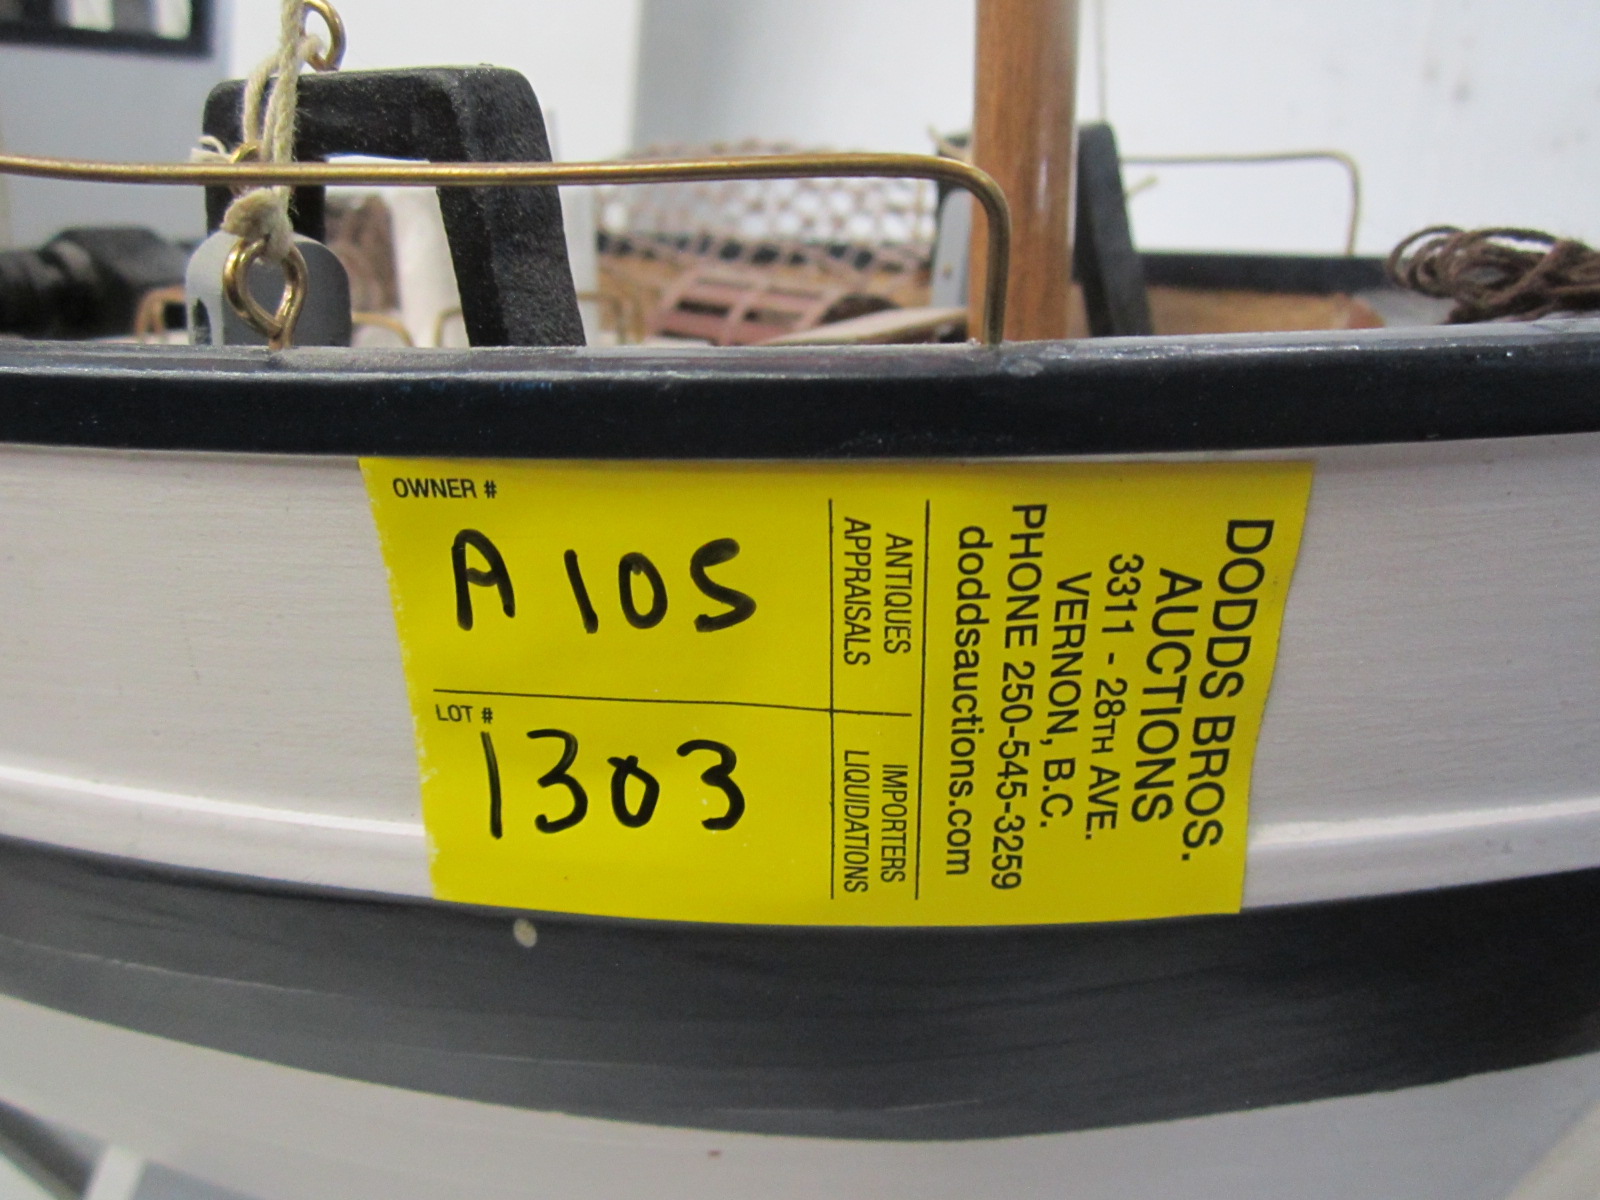 OWNER #
A 105
LOT #
1303
ANTIQUES
APPRAISALS
IMPORTERS
LIQUIDATIONS
DODDS BROS.
AUCTIONS
3311 - 28TH AVE.
VERNON, B.C.
PHONE 250-545-3259
doddsauctions.com